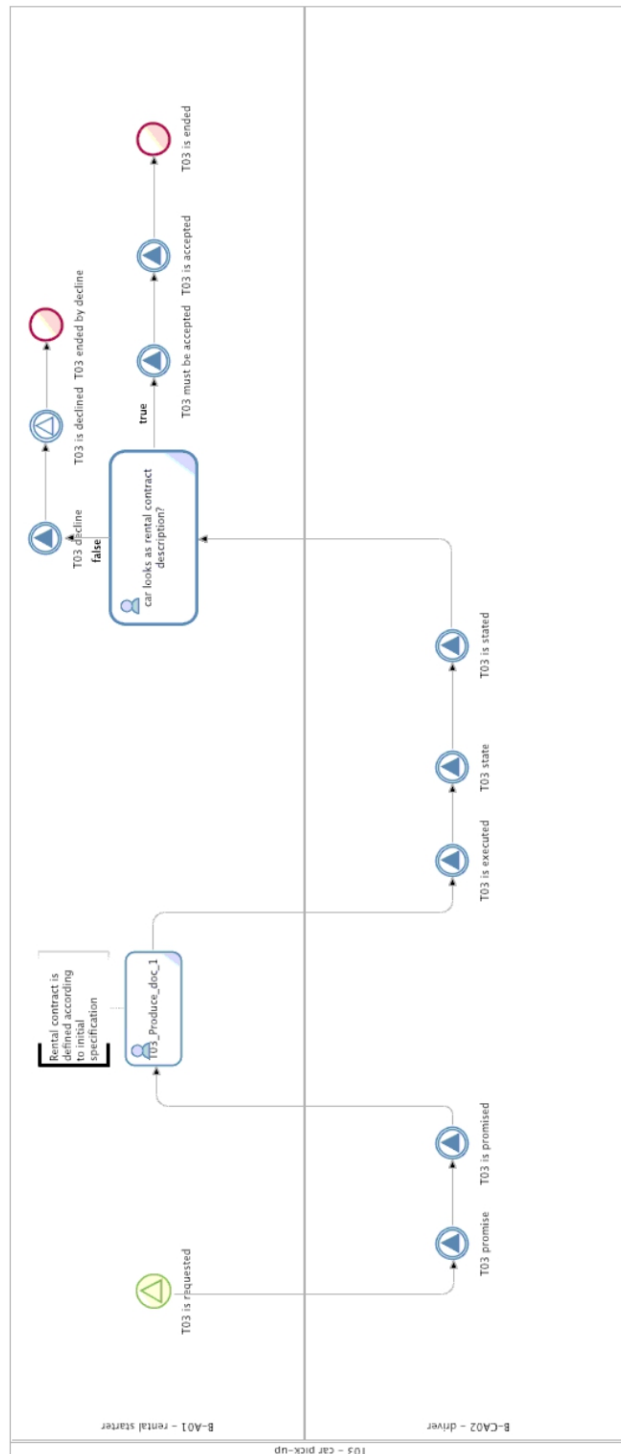 T03 – car pick-up
B-A01 – rental starter
B-CA02 – driver
T03 is requested
T03 promise
T03 is promised
T03_Produce_doc_1
Rental contract is
defined according
to initial
specification
T03 is executed
T03 state
T03 is stated
car looks as rental contract
description?
false
T03 decline
T03 is declined
T03 ended by decline
true
T03 must be accepted
T03 is accepted
T03 is ended